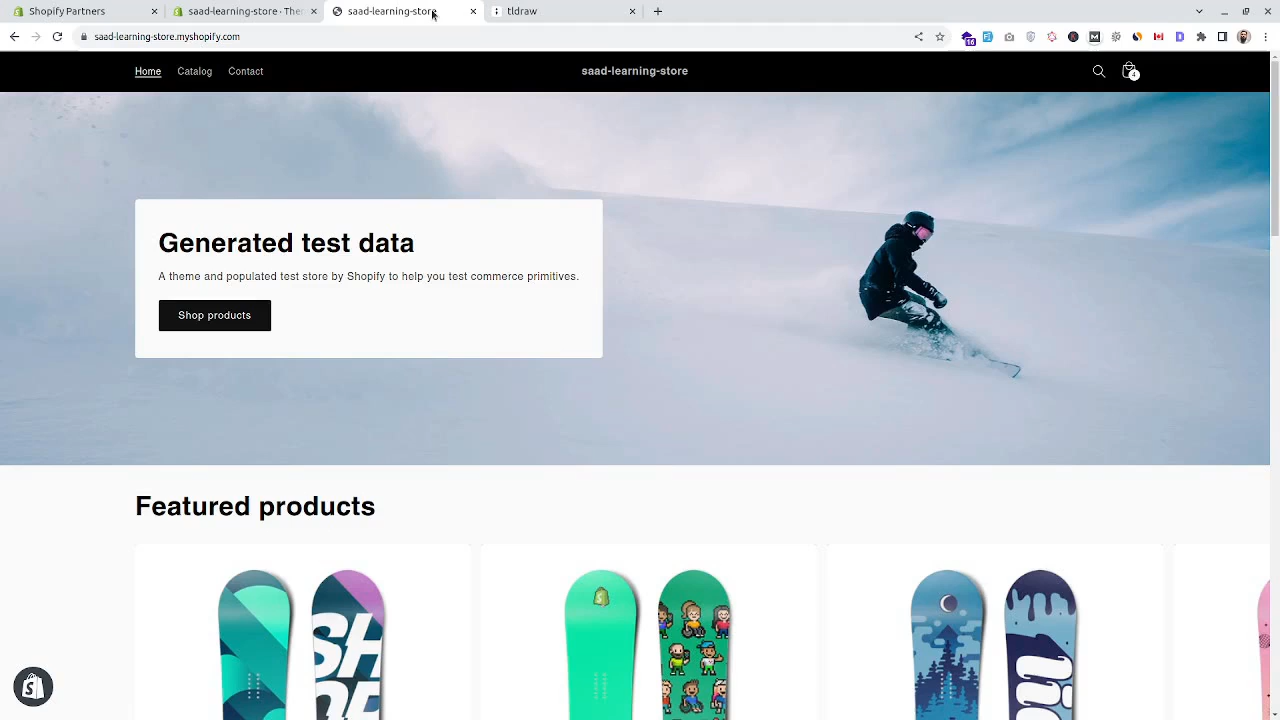 Shopify Partners
saad-learning-store · The
saad-learning-store
tldraw
saad-learning-store.myshopify.com
16
Home
Catalog
Contact
saad-learning-store
4
Generated test data
A theme and populated test store by Shopify to help you test commerce primitives.
Shop products
Featured products